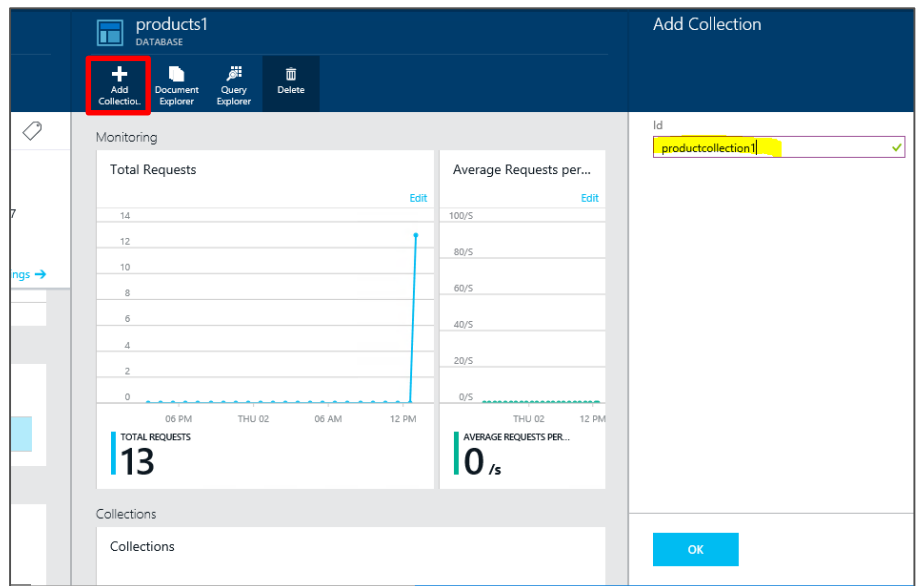 products1
DATABASE
Add Collection
Add
Collectio..
Document
Explorer
Query
Explorer
Delete
Id
productcollection1
Monitoring
Total Requests
Edit
14
12
10
8
6
4
2
0
06 PM THU 02 06 AM 12 PM
TOTAL REQUESTS
13
Average Requests per...
Edit
100/S
80/S
60/S
40/S
20/S
0/S
THU 02 12 PM
AVERAGE REQUESTS PER...
0 /s
7
ngs →
Collections
Collections
OK